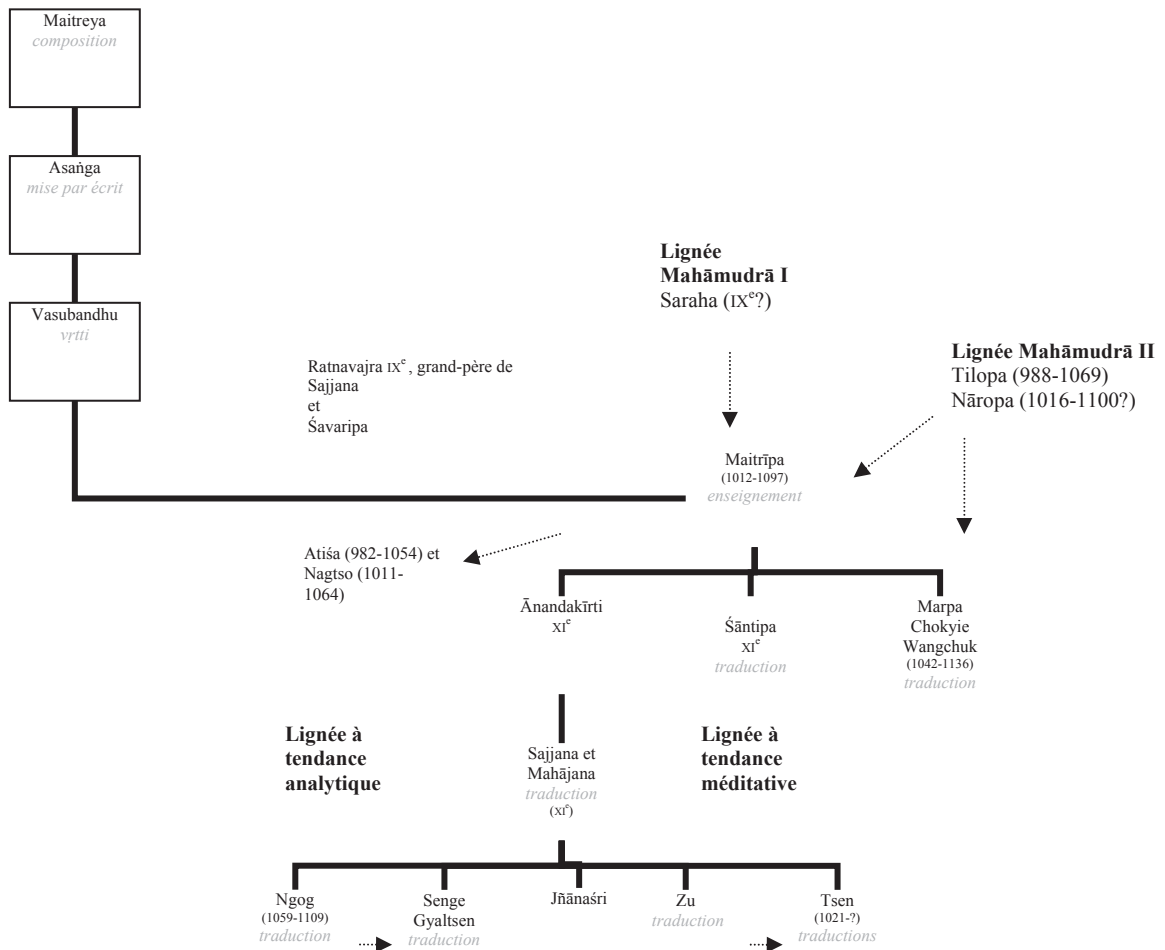 Maitreya
composition
Asaṅga
mise par écrit
Vasubandhu
vṛtti
Lignée
Mahāmudrā I
Saraha (IXe?)
Lignée Mahāmudrā II
Tilopa (988-1069)
Nāropa (1016-1100?)
Ratnavajra IXe , grand-père de
Sajjana
et
Śavaripa
Maitrīpa
(1012-1097)
enseignement
Atiśa (982-1054) et
Nagtso (1011-
1064)
Ānandakīrti
XIe
Śāntipa
XIe
traduction
Marpa
Chokyie
Wangchuk
(1042-1136)
traduction
Lignée à
tendance
analytique
Sajjana et
Mahājana
traduction
(XIe)
Lignée à
tendance
méditative
Ngog
(1059-1109)
traduction
Senge
Gyaltsen
traduction
Jñānaśri
Zu
traduction
Tsen
(1021-?)
traductions